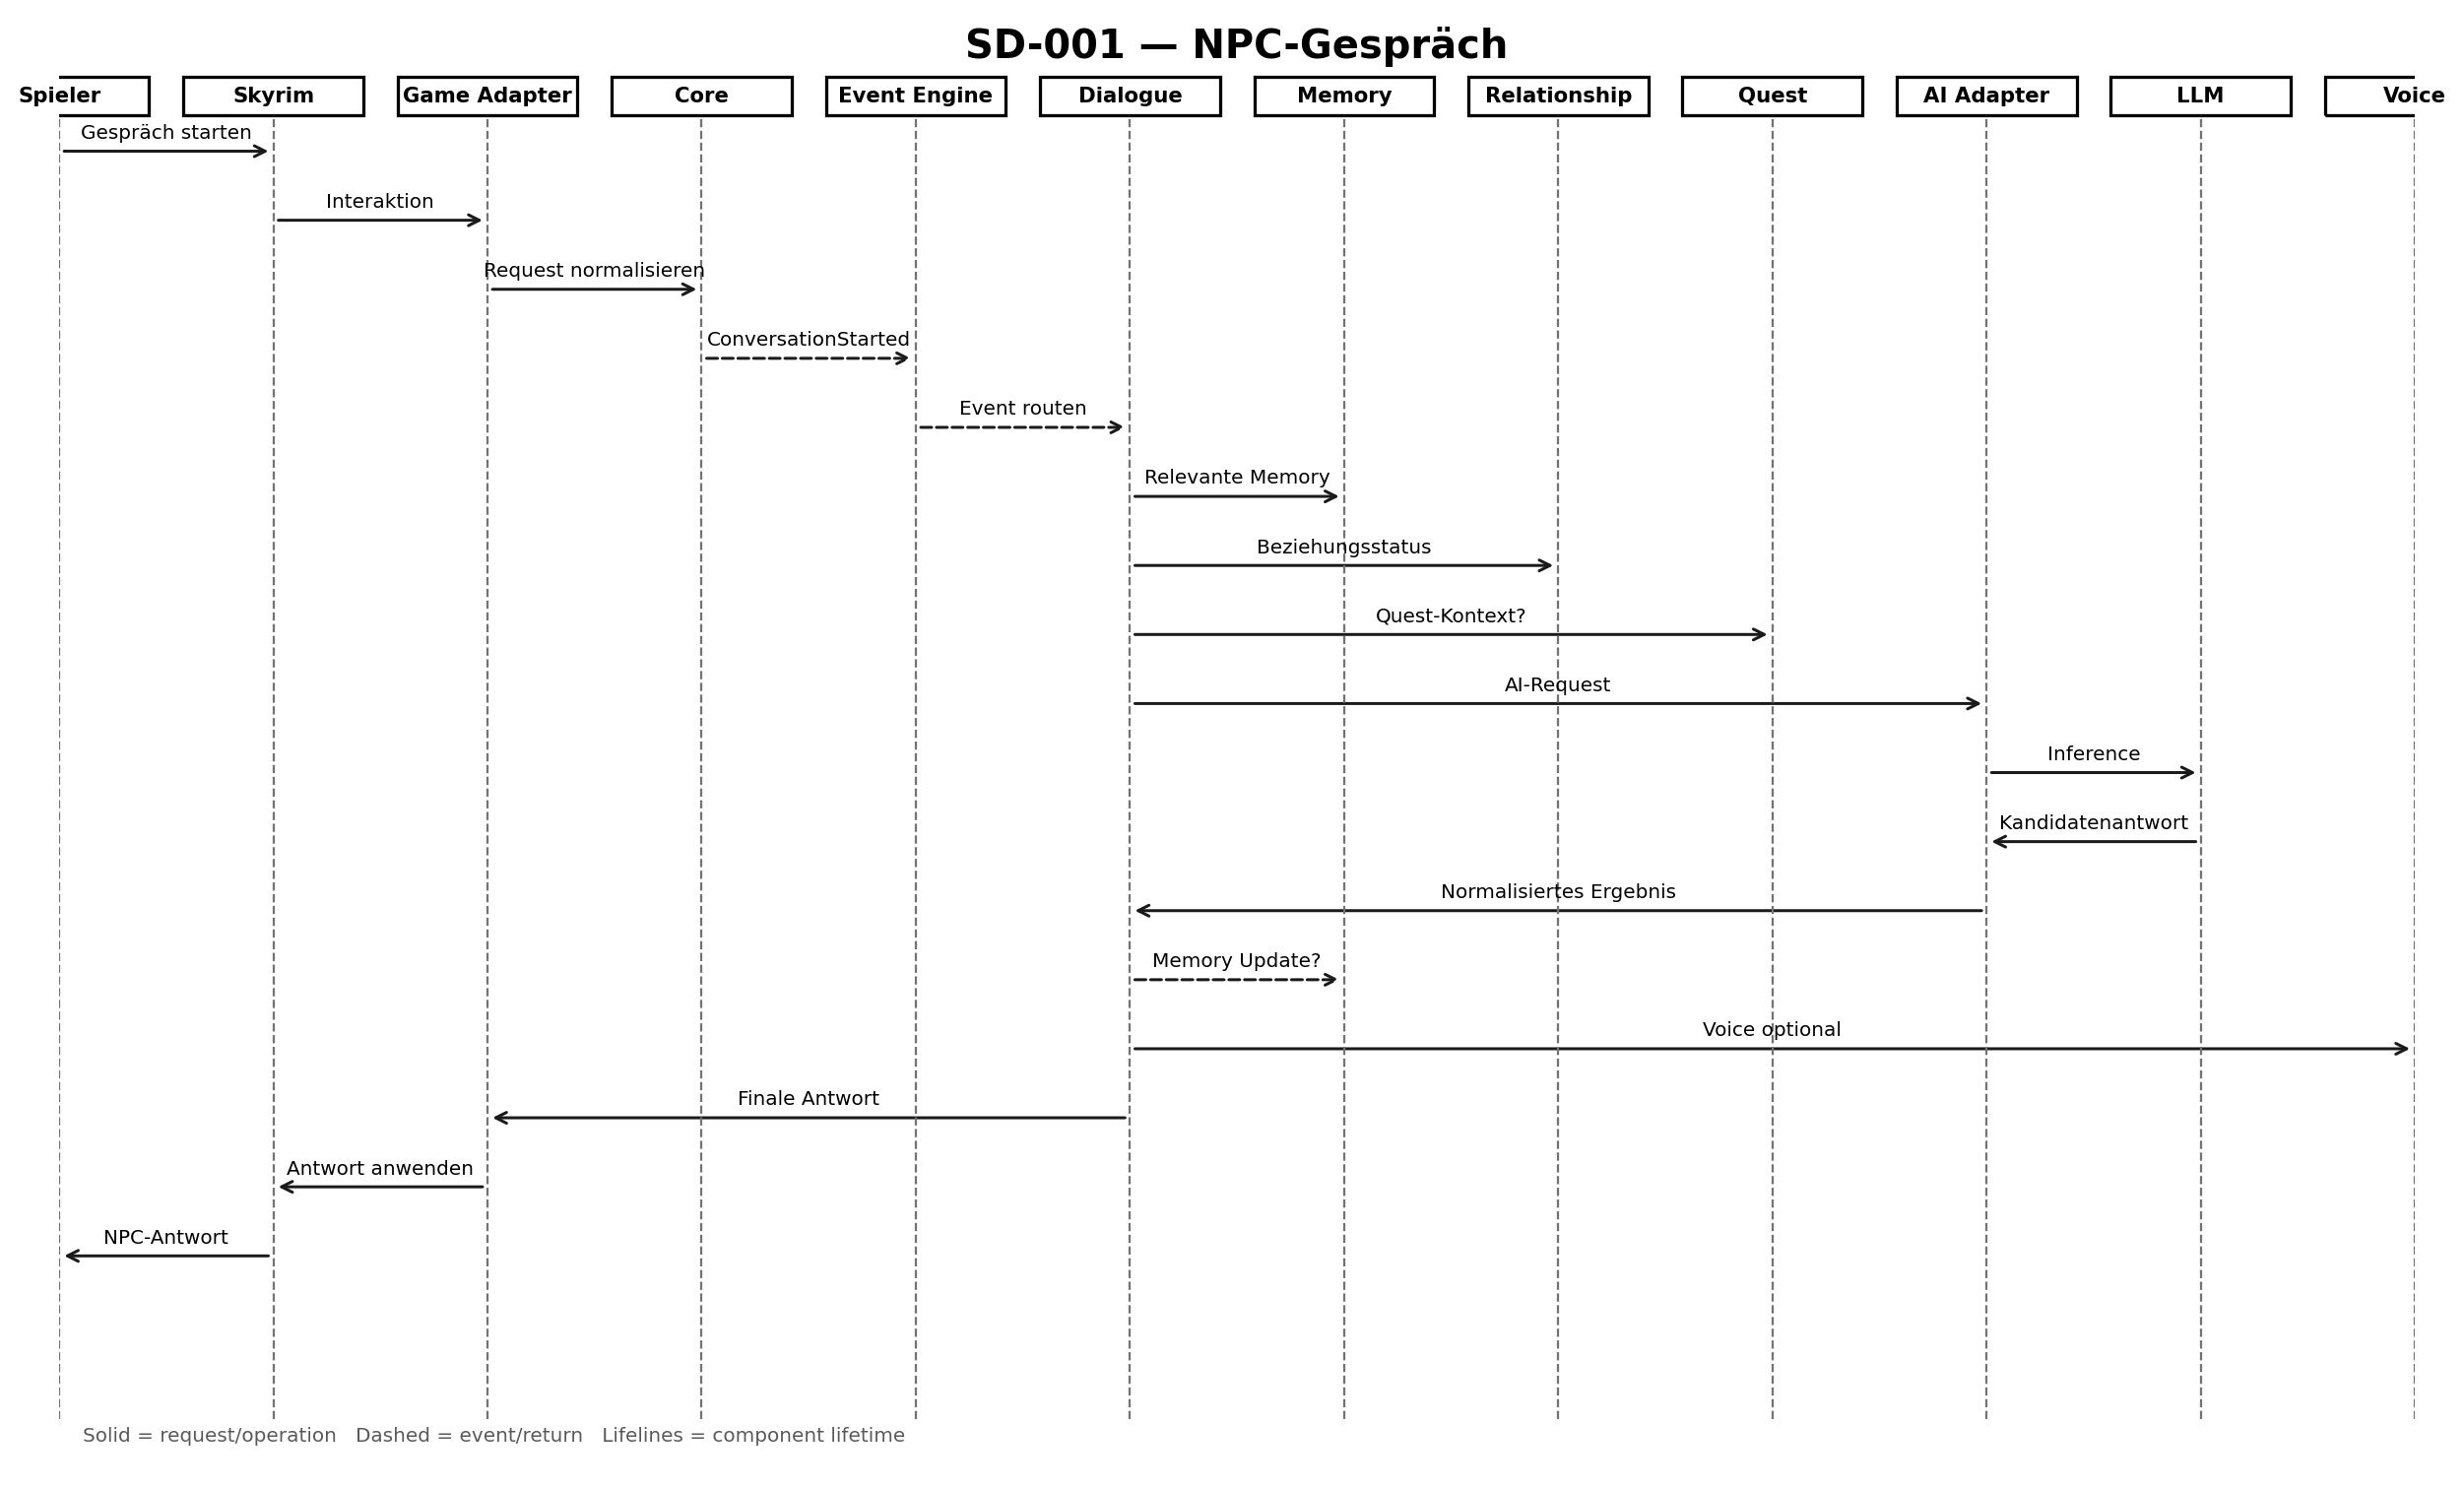 SD-001 — NPC-Gespräch
Spieler
Skyrim
Game Adapter
Core
Event Engine
Dialogue
Memory
Relationship
Quest
AI Adapter
LLM
Voice
Gespräch starten
Interaktion
Request normalisieren
ConversationStarted
Event routen
Relevante Memory
Beziehungsstatus
Quest-Kontext?
AI-Request
Inference
Kandidatenantwort
Normalisiertes Ergebnis
Memory Update?
Voice optional
Finale Antwort
Antwort anwenden
NPC-Antwort
Solid = request/operation   Dashed = event/return   Lifelines = component lifetime